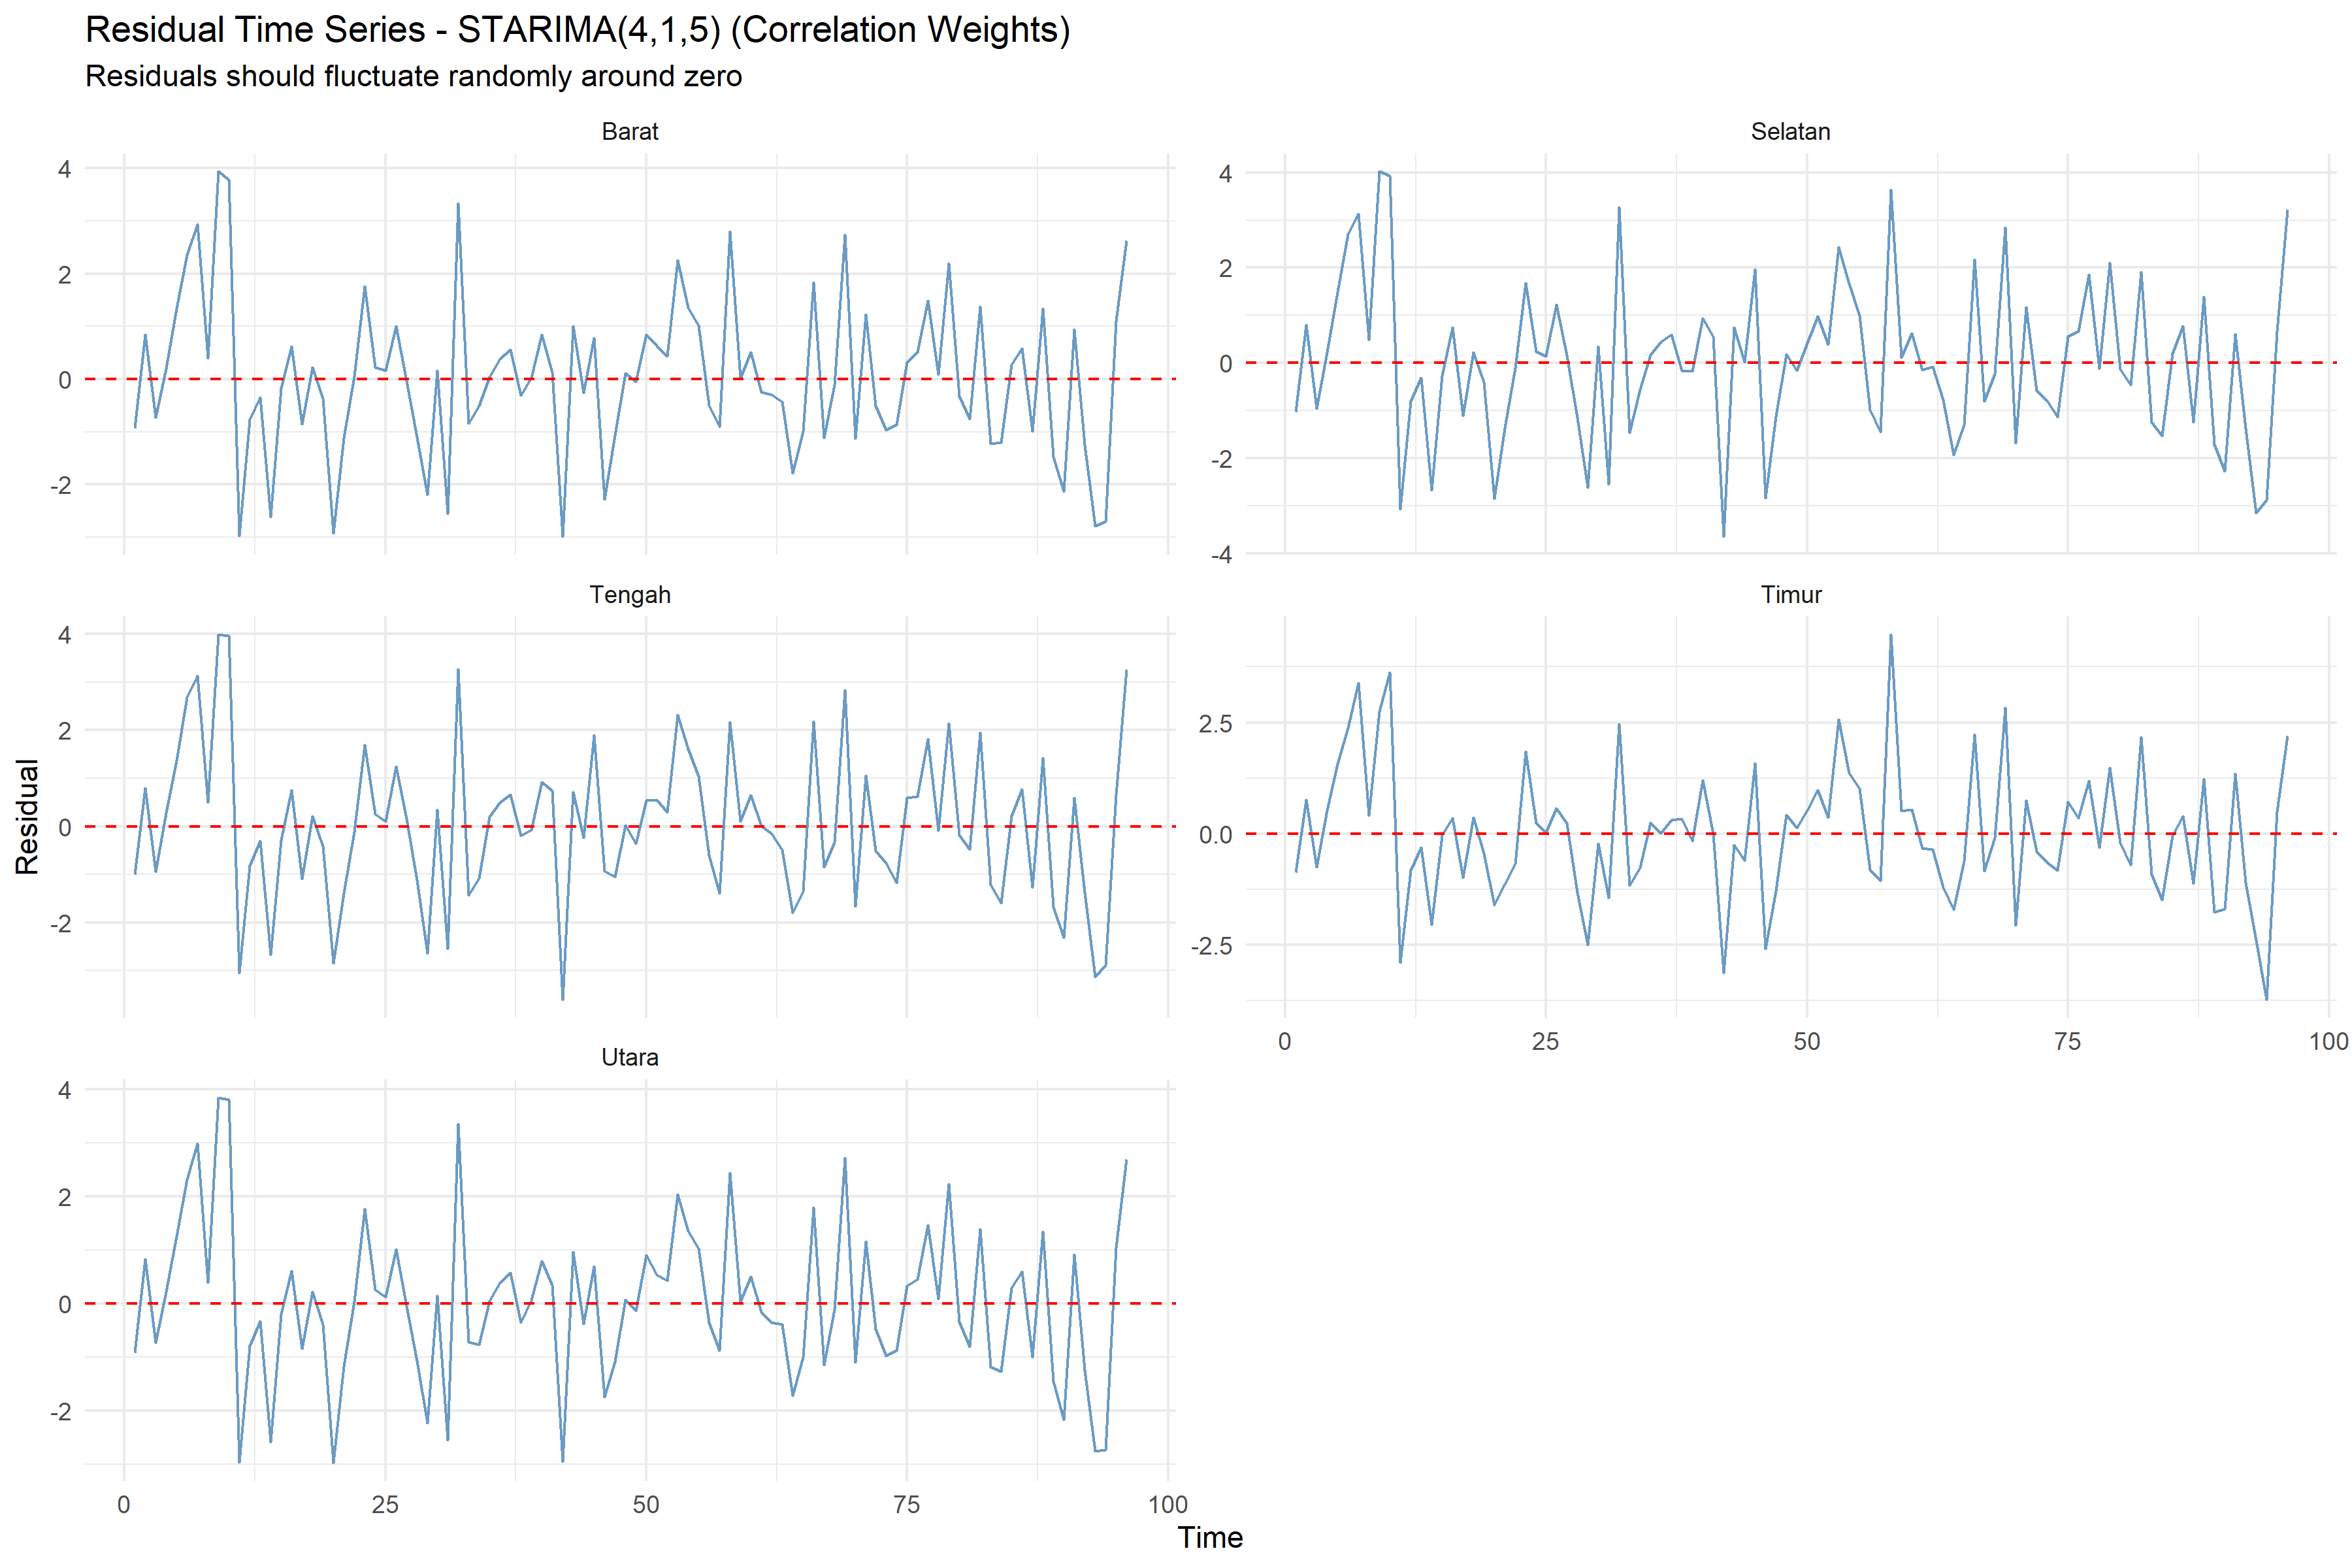 Residual Time Series - STARIMA(4,1,5) (Correlation Weights)
Residuals should fluctuate randomly around zero
Barat
Selatan
4
2
0
-2
4
2
0
-2
-4
Tengah
Timur
4
2
0
-2
2.5
0.0
-2.5
0 25 50 75 100
Utara
4
2
0
-2
0 25 50 75 100
Residual
Time